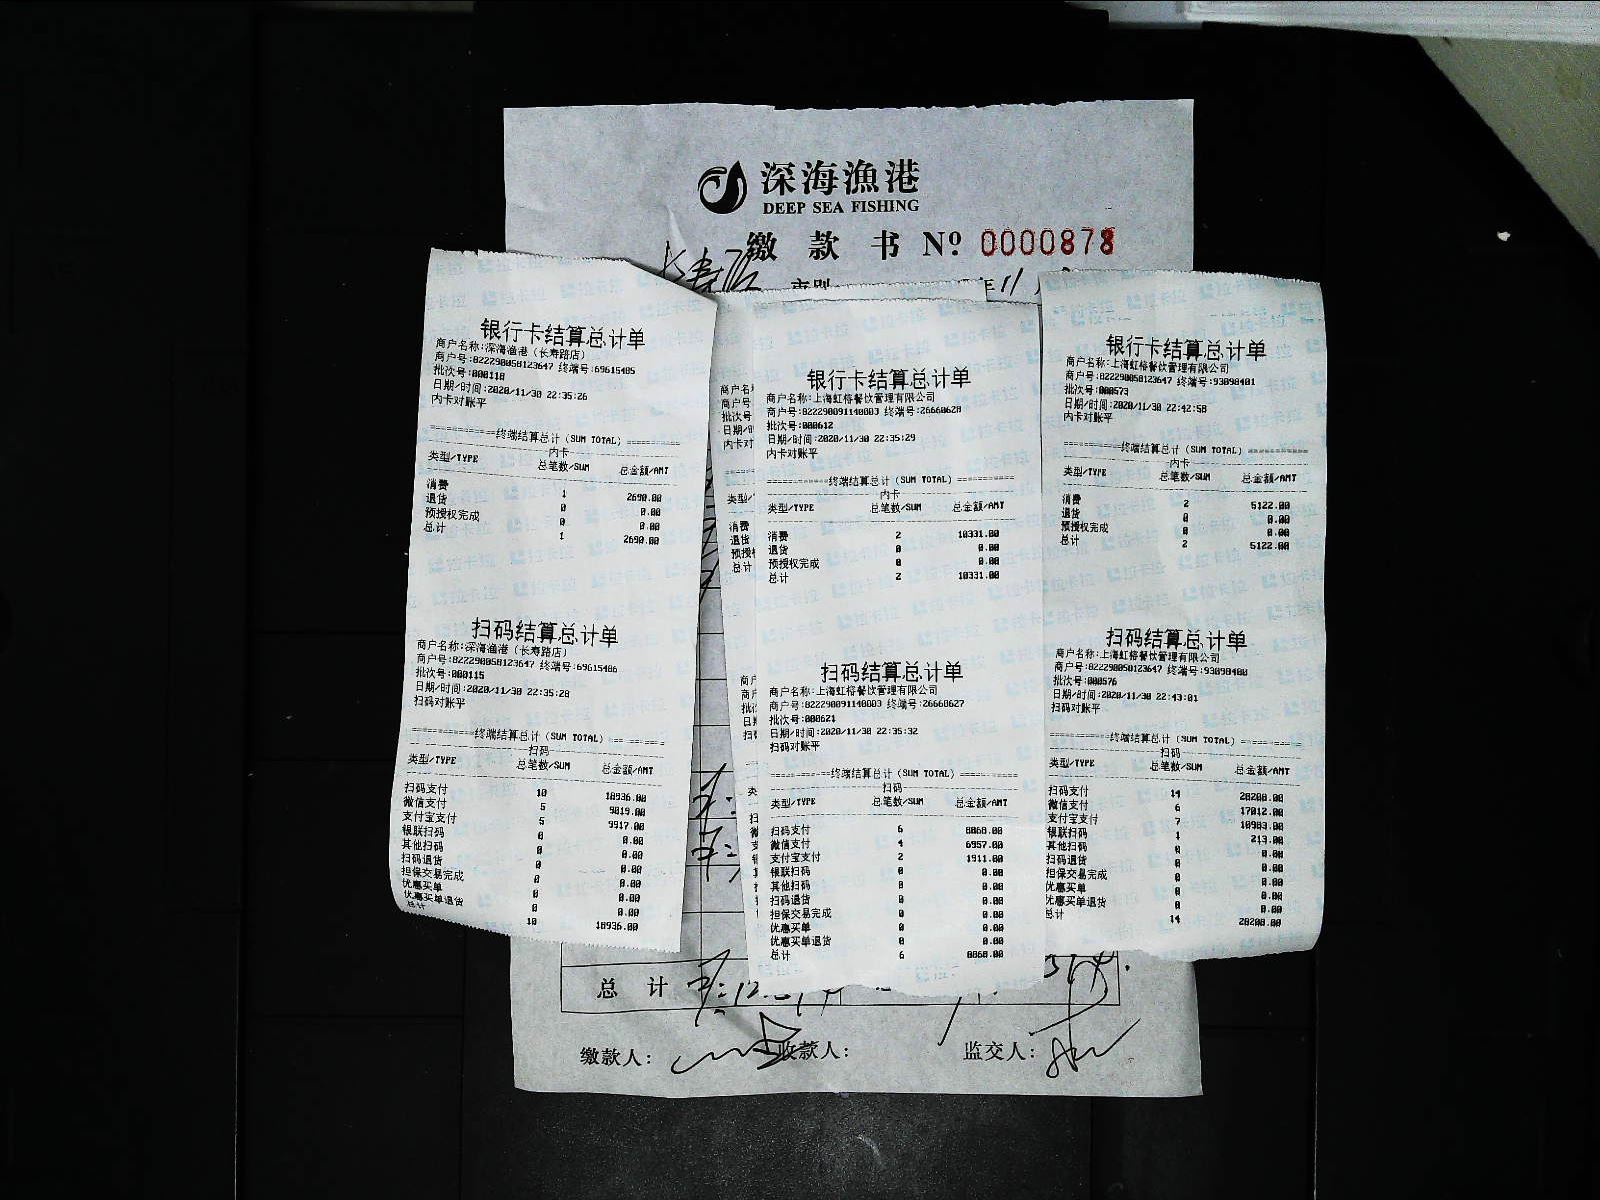 深海漁港
DEEP SEA FISHING
缴款书 Nº 0000878
长寿店
年11
银行卡结算总计单
商户名称:深海渔港（长寿路店）
商户号:822290058123647 终端号:69615405
批次号:000110
日期/时间:2020/11/30 22:35:26
内卡对账平
===========终端结算总计（SUM TOTAL）===========
内卡
类型/TYPE 总笔数/SUM 总金额/AMT
消费 1 2690.00
退货 0 0.00
预授权完成 0 0.00
总计 1 2690.00
扫码结算总计单
商户名称:深海渔港（长寿路店）
商户号:822290058123647 终端号:69615406
批次号:000115
日期/时间:2020/11/30 22:35:28
扫码对账平
===========终端结算总计（SUM TOTAL）===========
扫码
类型/TYPE 总笔数/SUM 总金额/AMT
扫码支付 10 18936.00
微信支付 5 9019.00
支付宝支付 5 9917.00
银联扫码 0 0.00
其他扫码 0 0.00
扫码退货 0 0.00
担保交易完成 0 0.00
优惠买单 0 0.00
优惠买单退货 0 0.00
总计 10 18936.00
银行卡结算总计单
商户名称:上海虹榕餐饮管理有限公司
商户号:822290091140003 终端号:26660628
批次号:000612
日期/时间:2020/11/30 22:35:29
内卡对账平
===========终端结算总计（SUM TOTAL）===========
内卡
类型/TYPE 总笔数/SUM 总金额/AMT
消费 2 10331.00
退货 0 0.00
预授权完成 0 0.00
总计 2 10331.00
扫码结算总计单
商户名称:上海虹榕餐饮管理有限公司
商户号:822290091140003 终端号:26660627
批次号:000621
日期/时间:2020/11/30 22:35:32
扫码对账平
===========终端结算总计（SUM TOTAL）===========
扫码
类型/TYPE 总笔数/SUM 总金额/AMT
扫码支付 6 8868.00
微信支付 4 6957.00
支付宝支付 2 1911.00
银联扫码 0 0.00
其他扫码 0 0.00
扫码退货 0 0.00
担保交易完成 0 0.00
优惠买单 0 0.00
优惠买单退货 0 0.00
总计 6 8868.00
银行卡结算总计单
商户名称:上海虹榕餐饮管理有限公司
商户号:822290058123647 终端号:93098401
批次号:000573
日期/时间:2020/11/30 22:42:58
内卡对账平
===========终端结算总计（SUM TOTAL）===========
内卡
类型/TYPE 总笔数/SUM 总金额/AMT
消费 2 5122.00
退货 0 0.00
预授权完成 0 0.00
总计 2 5122.00
扫码结算总计单
商户名称:上海虹榕餐饮管理有限公司
商户号:822290058123647 终端号:93098400
批次号:000576
日期/时间:2020/11/30 22:43:01
扫码对账平
===========终端结算总计（SUM TOTAL）===========
扫码
类型/TYPE 总笔数/SUM 总金额/AMT
扫码支付 14 28208.00
微信支付 6 17012.00
支付宝支付 7 10983.00
银联扫码 1 213.00
其他扫码 0 0.00
扫码退货 0 0.00
担保交易完成 0 0.00
优惠买单 0 0.00
优惠买单退货 0 0.00
总计 14 28208.00
总计
缴款人: 收款人: 监交人: